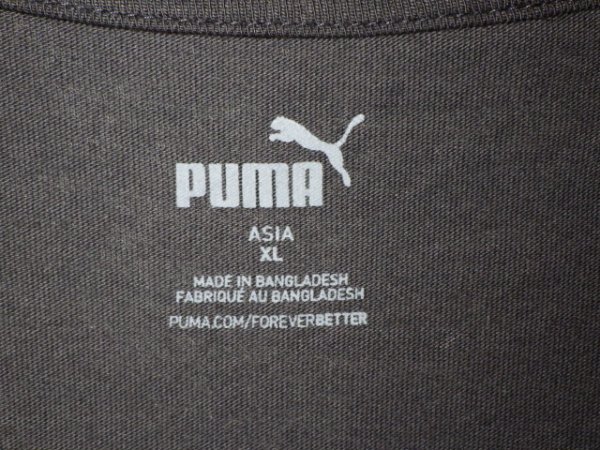 PUMA
ASIA
XL
MADE IN BANGLADESH
FABRIQUÉ AU BANGLADESH
PUMA.COM/FOREVERBETTER